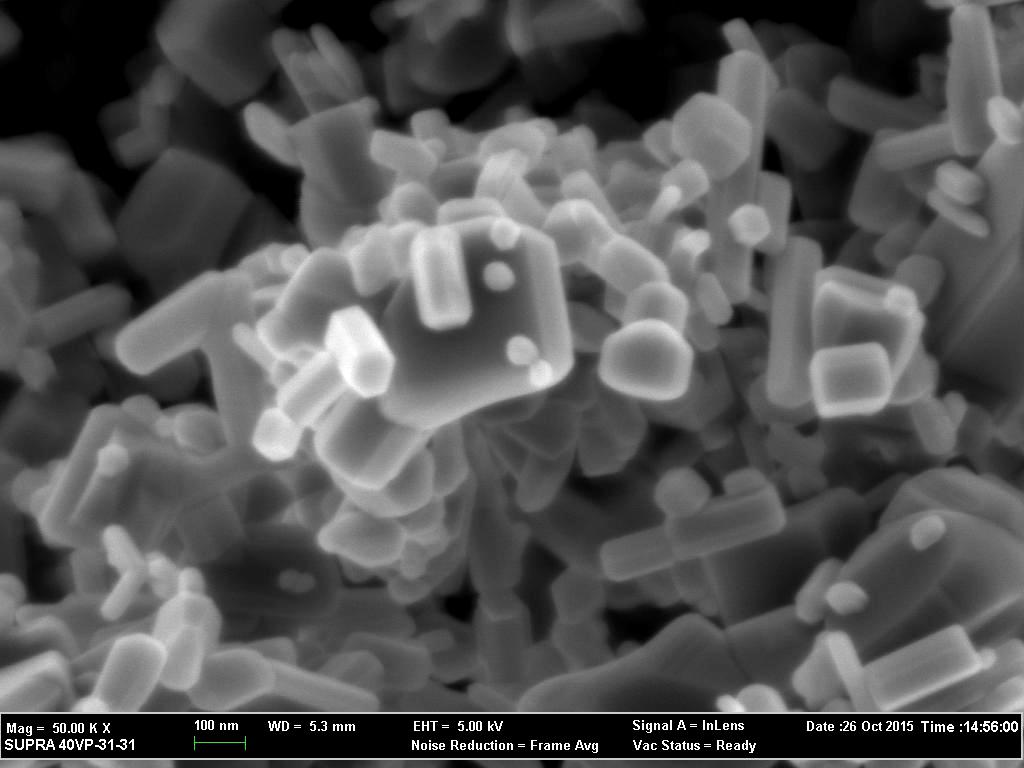 Mag = 50.00 K X 100 nm WD = 5.3 mm EHT = 5.00 kV Signal A = InLens Date :26 Oct 2015 Time :14:56:00
SUPRA 40VP-31-31 Noise Reduction = Frame Avg Vac Status = Ready